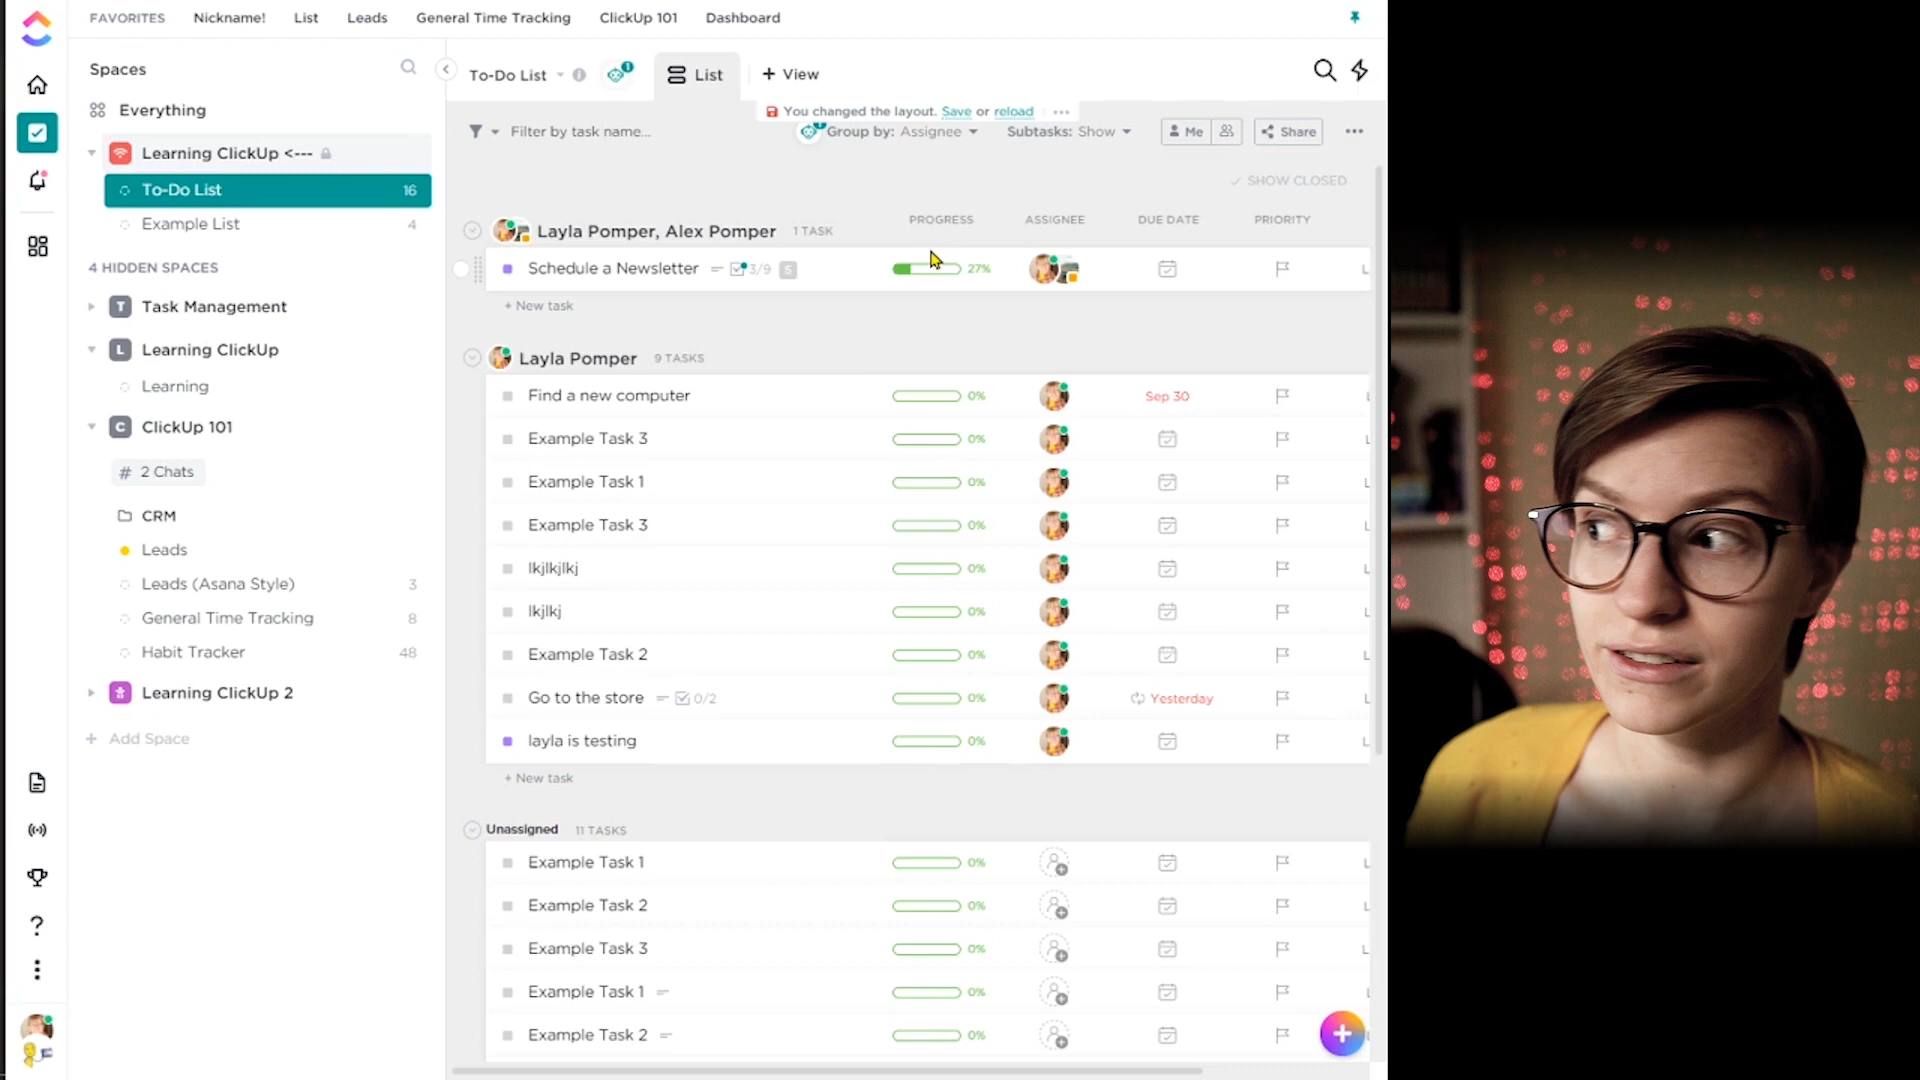 FAVORITES Nickname! List Leads General Time Tracking ClickUp 101 Dashboard
Spaces
Everything
Learning ClickUp <---
To-Do List 16
Example List 4
4 HIDDEN SPACES
T Task Management
L Learning ClickUp
Learning
C ClickUp 101
# 2 Chats
CRM
Leads
Leads (Asana Style) 3
General Time Tracking 8
Habit Tracker 48
Learning ClickUp 2
+ Add Space
?
To-Do List i 1 List + View
You changed the layout. Save or reload ...
Filter by task name... Group by: Assignee Subtasks: Show Me Share ...
SHOW CLOSED
PROGRESS ASSIGNEE DUE DATE PRIORITY
Layla Pomper, Alex Pomper 1 TASK
Schedule a Newsletter 3/9 S 27% L
+ New task
Layla Pomper 9 TASKS
Find a new computer 0% Sep 30 L
Example Task 3 0% L
Example Task 1 0% L
Example Task 3 0% L
lkjlkjlkj 0% L
lkjlkj 0% L
Example Task 2 0% L
Go to the store 0/2 0% Yesterday L
layla is testing 0% L
+ New task
Unassigned 11 TASKS
Example Task 1 0% L
Example Task 2 0% L
Example Task 3 0% L
Example Task 1 0% L
Example Task 2 0%